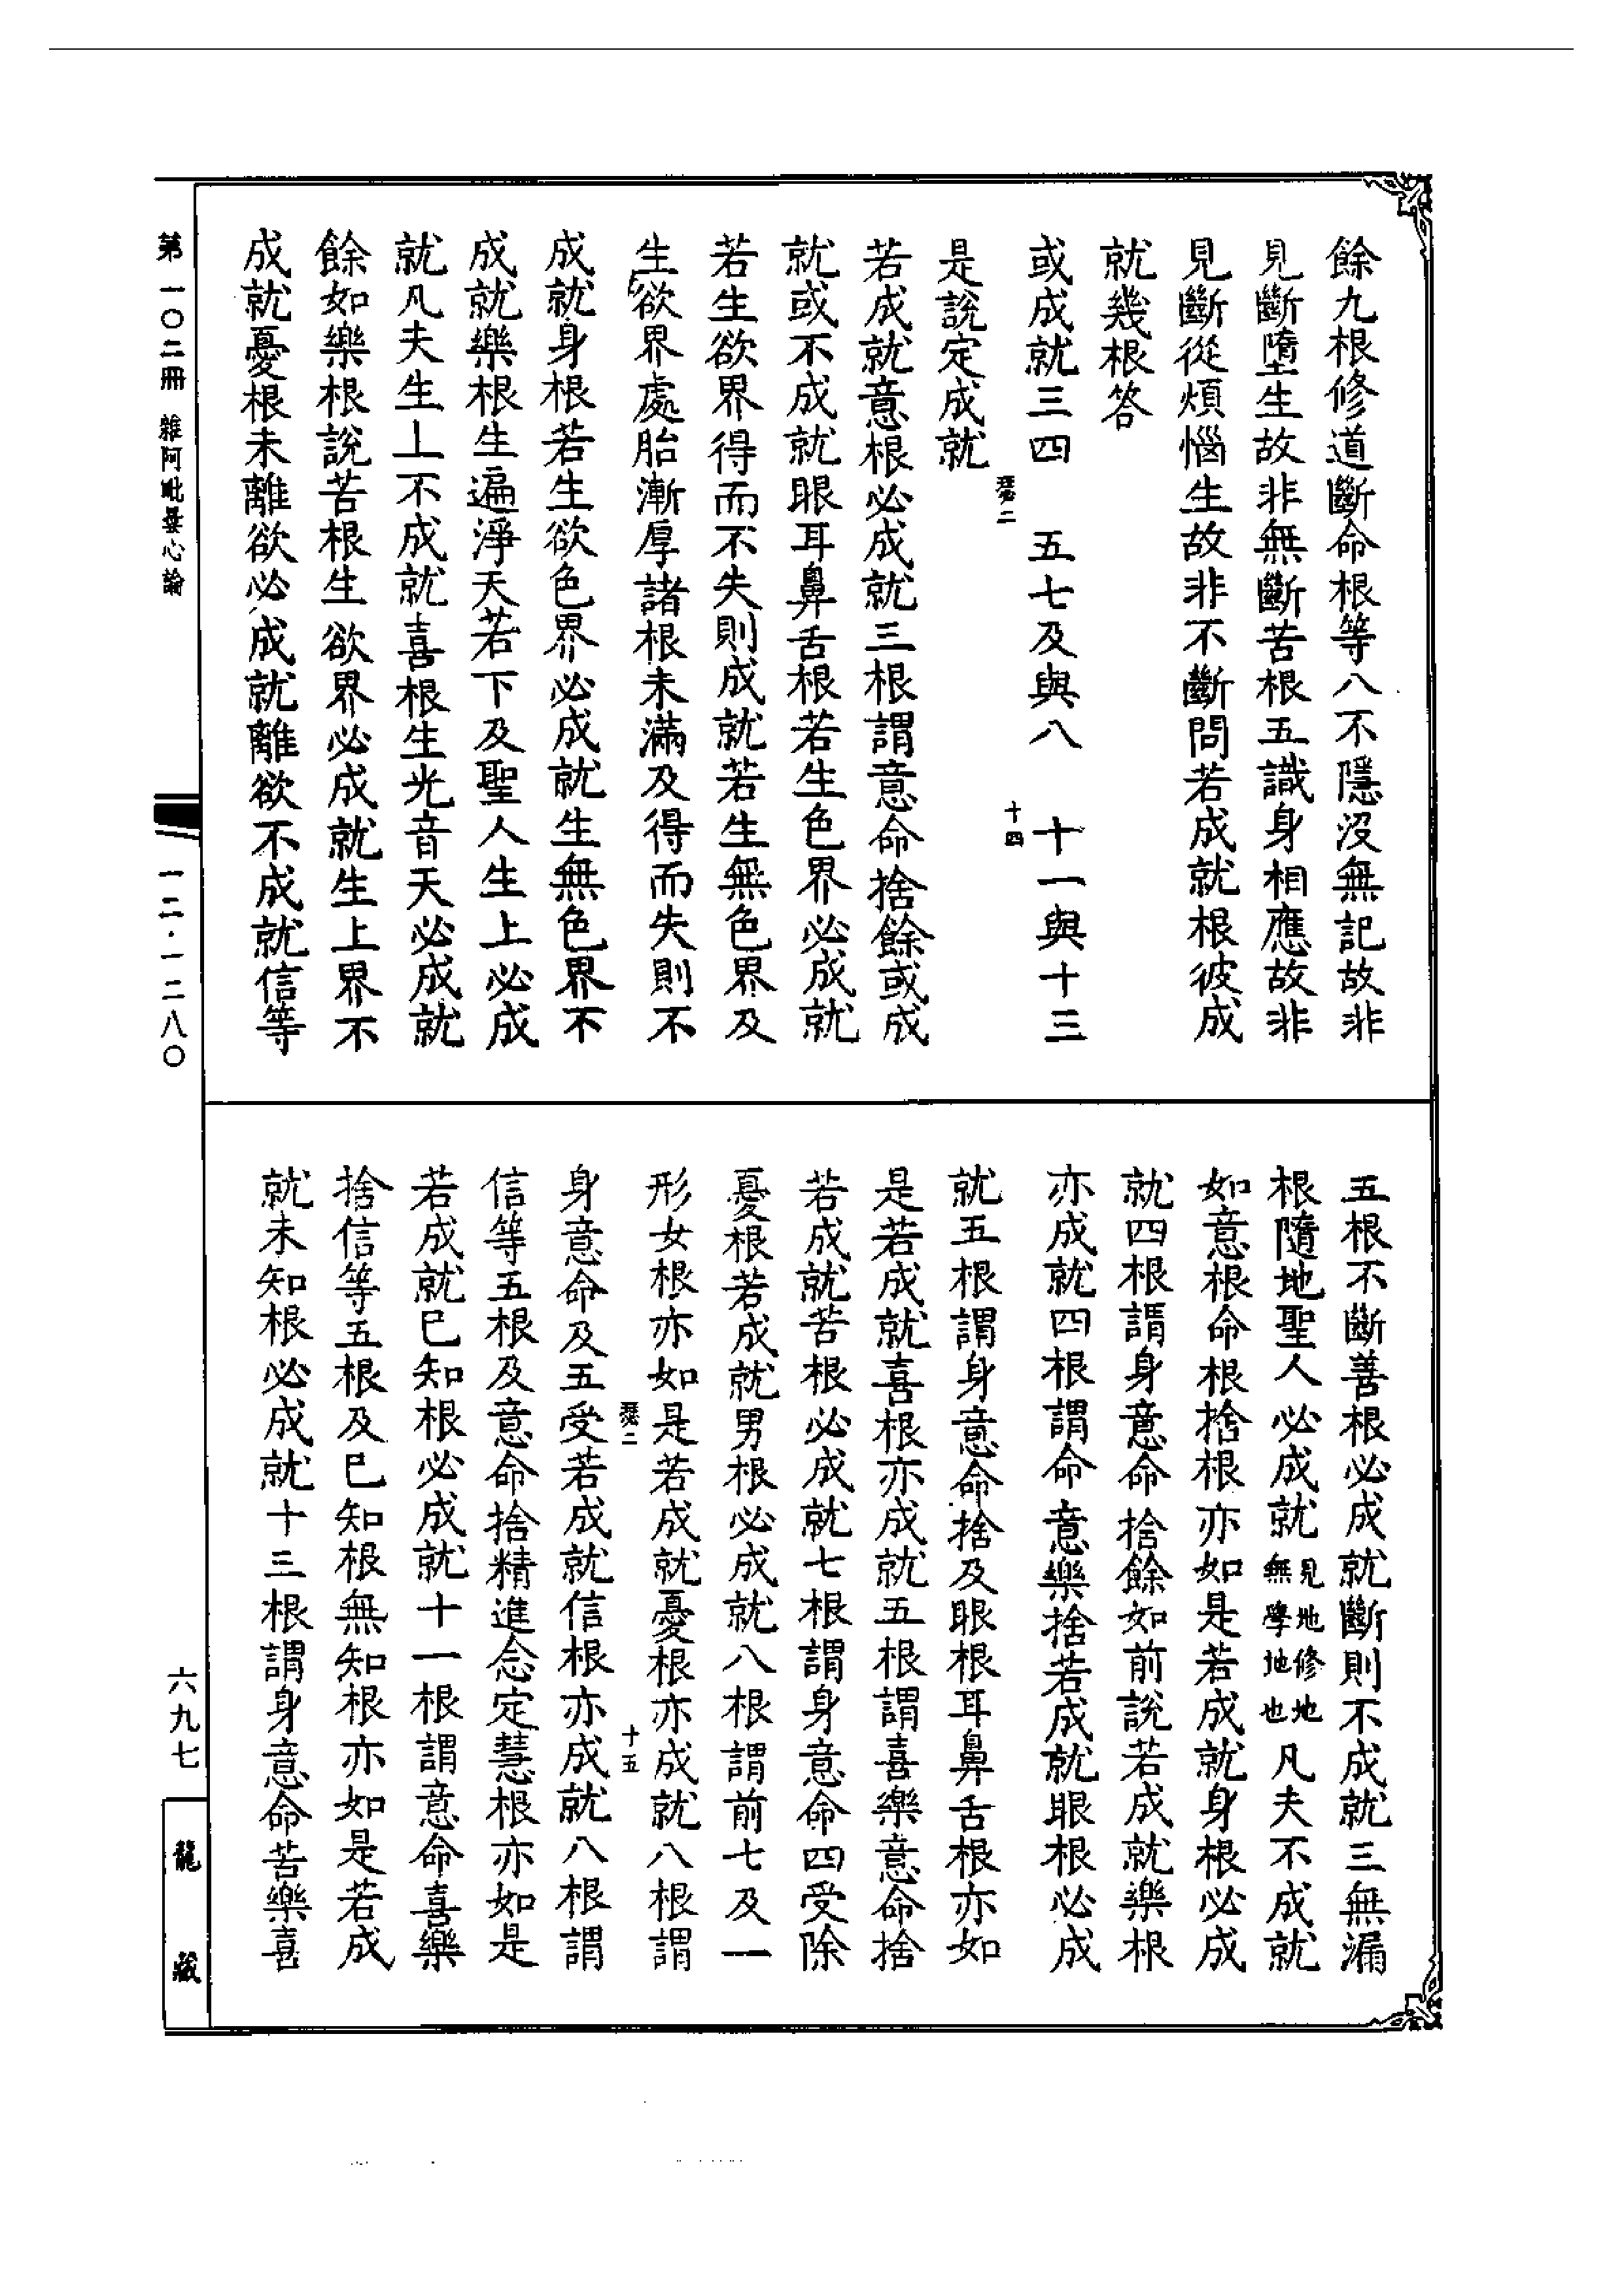 餘九根修道斷命根等八不隱没無記故非
見斷墮生故非無斷苦根五識身相應故非
見斷從煩惱生故非不斷問若成就根彼成
就幾根答
或成就三四　五七及與八　十一與十三
是說定成就
若成就意根必成就三根謂意命捨餘或成
就或不成就眼耳鼻舌根若生色界必成就
若生欲界得而不失則成就若生無色界及
生欲界處胎漸厚諸根未滿及得而失則不
成就身根若生欲色界必成就生無色界不
成就樂根生遍淨天若下及聖人生上必成
就凡夫生上不成就喜根生光音天必成就
餘如樂根說苦根生欲界必成就生上界不
成就憂根未離欲必成就離欲不成就信等
瑟二
十四
五根不斷善根必成就斷則不成就三無漏
根隨地聖人必成就見地修地無學地也凡夫不成就
如意根命根捨根亦如是若成就身根必成
就四根謂身意命捨餘如前說若成就樂根
亦成就四根謂命意樂捨若成就眼根必成
就五根謂身意命捨及眼根耳鼻舌根亦如
是若成就喜根亦成就五根謂喜樂意命捨
若成就苦根必成就七根謂身意命四受除
憂根若成就男根必成就八根謂前七及一
形女根亦如是若成就憂根亦成就八根謂
身意命及五受若成就信根亦成就八根謂
信等五根及意命捨精進念定慧根亦如是
若成就已知根必成就十一根謂意命喜樂
捨信等五根及已知根無知根亦如是若成
就未知根必成就十三根謂身意命苦樂喜
瑟二
十五
第一〇二冊　雜阿毗曇心論
一二·一二八〇
六九七
龍藏